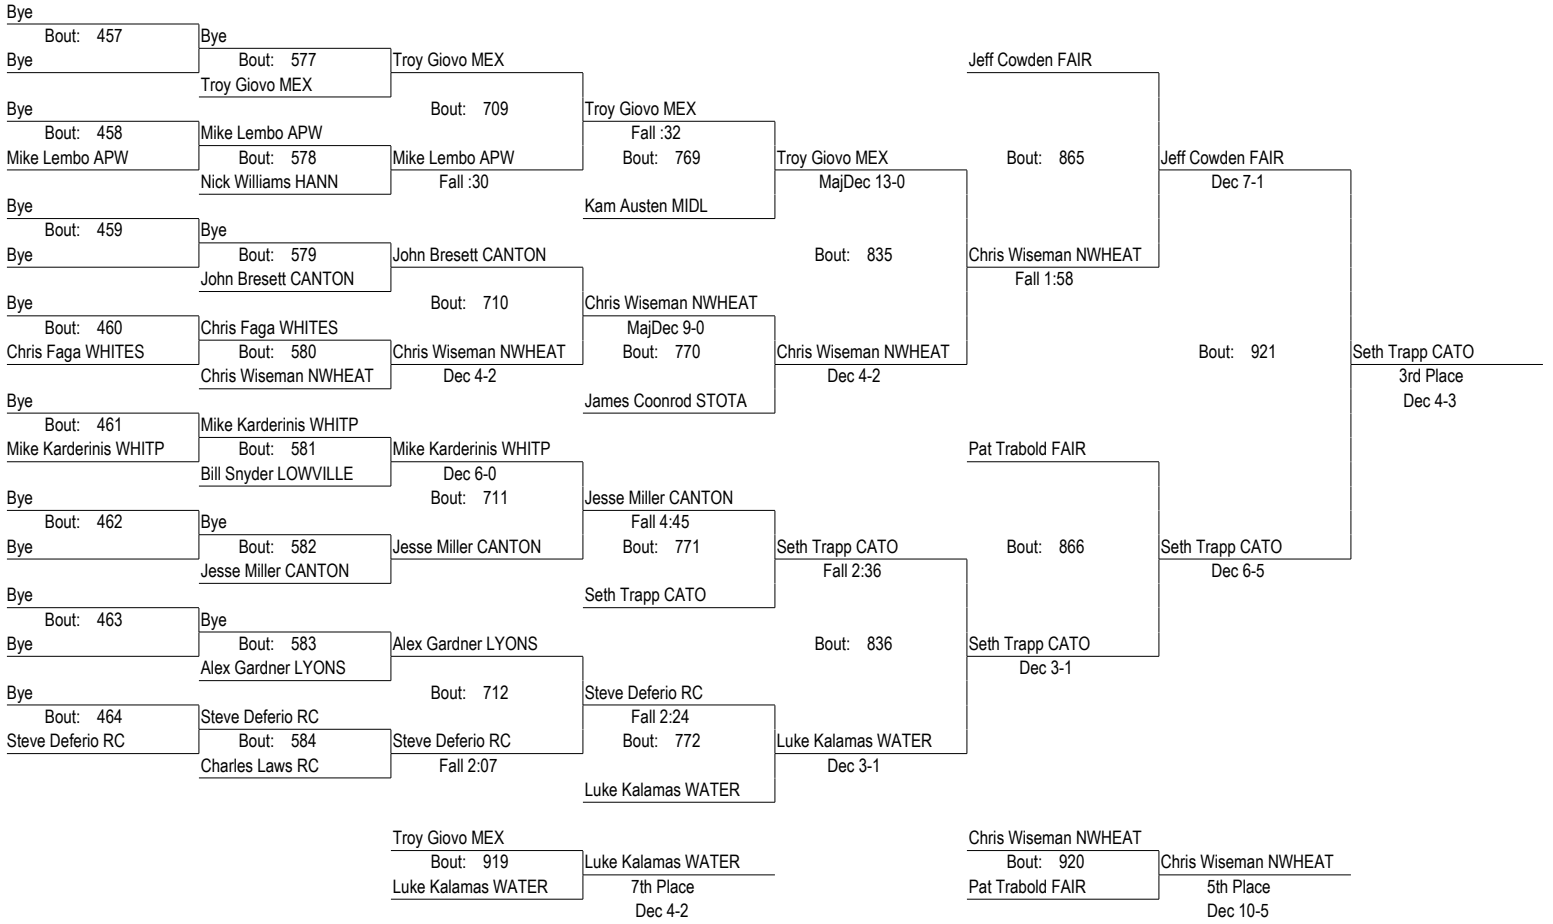 Bye
Bout: 457 Bye
Bye Bout: 577 Troy Giovo MEX Jeff Cowden FAIR
Troy Giovo MEX
Bye Bout: 709 Troy Giovo MEX
Bout: 458 Mike Lembo APW Fall :32
Mike Lembo APW Bout: 578 Mike Lembo APW Bout: 769 Troy Giovo MEX Bout: 865 Jeff Cowden FAIR
Nick Williams HANN Fall :30 MajDec 13-0 Dec 7-1
Bye Kam Austen MIDL
Bout: 459 Bye
Bye Bout: 579 John Bresett CANTON Bout: 835 Chris Wiseman NWHEAT
John Bresett CANTON Fall 1:58
Bye Bout: 710 Chris Wiseman NWHEAT
Bout: 460 Chris Faga WHITES MajDec 9-0
Chris Faga WHITES Bout: 580 Chris Wiseman NWHEAT Bout: 770 Chris Wiseman NWHEAT Bout: 921 Seth Trapp CATO
Chris Wiseman NWHEAT Dec 4-2 Dec 4-2 3rd Place
Bye James Coonrod STOTA Dec 4-3
Bout: 461 Mike Karderinis WHITP
Mike Karderinis WHITP Bout: 581 Mike Karderinis WHITP Pat Trabold FAIR
Bill Snyder LOWVILLE Dec 6-0
Bye Bout: 711 Jesse Miller CANTON
Bout: 462 Bye Fall 4:45
Bye Bout: 582 Jesse Miller CANTON Bout: 771 Seth Trapp CATO Bout: 866 Seth Trapp CATO
Jesse Miller CANTON Fall 2:36 Dec 6-5
Bye Seth Trapp CATO
Bout: 463 Bye
Bye Bout: 583 Alex Gardner LYONS Bout: 836 Seth Trapp CATO
Alex Gardner LYONS Dec 3-1
Bye Bout: 712 Steve Deferio RC
Bout: 464 Steve Deferio RC Fall 2:24
Steve Deferio RC Bout: 584 Steve Deferio RC Bout: 772 Luke Kalamas WATER
Charles Laws RC Fall 2:07 Dec 3-1
Luke Kalamas WATER
Troy Giovo MEX Chris Wiseman NWHEAT
Bout: 919 Luke Kalamas WATER Bout: 920 Chris Wiseman NWHEAT
Luke Kalamas WATER 7th Place Pat Trabold FAIR 5th Place
Dec 4-2 Dec 10-5